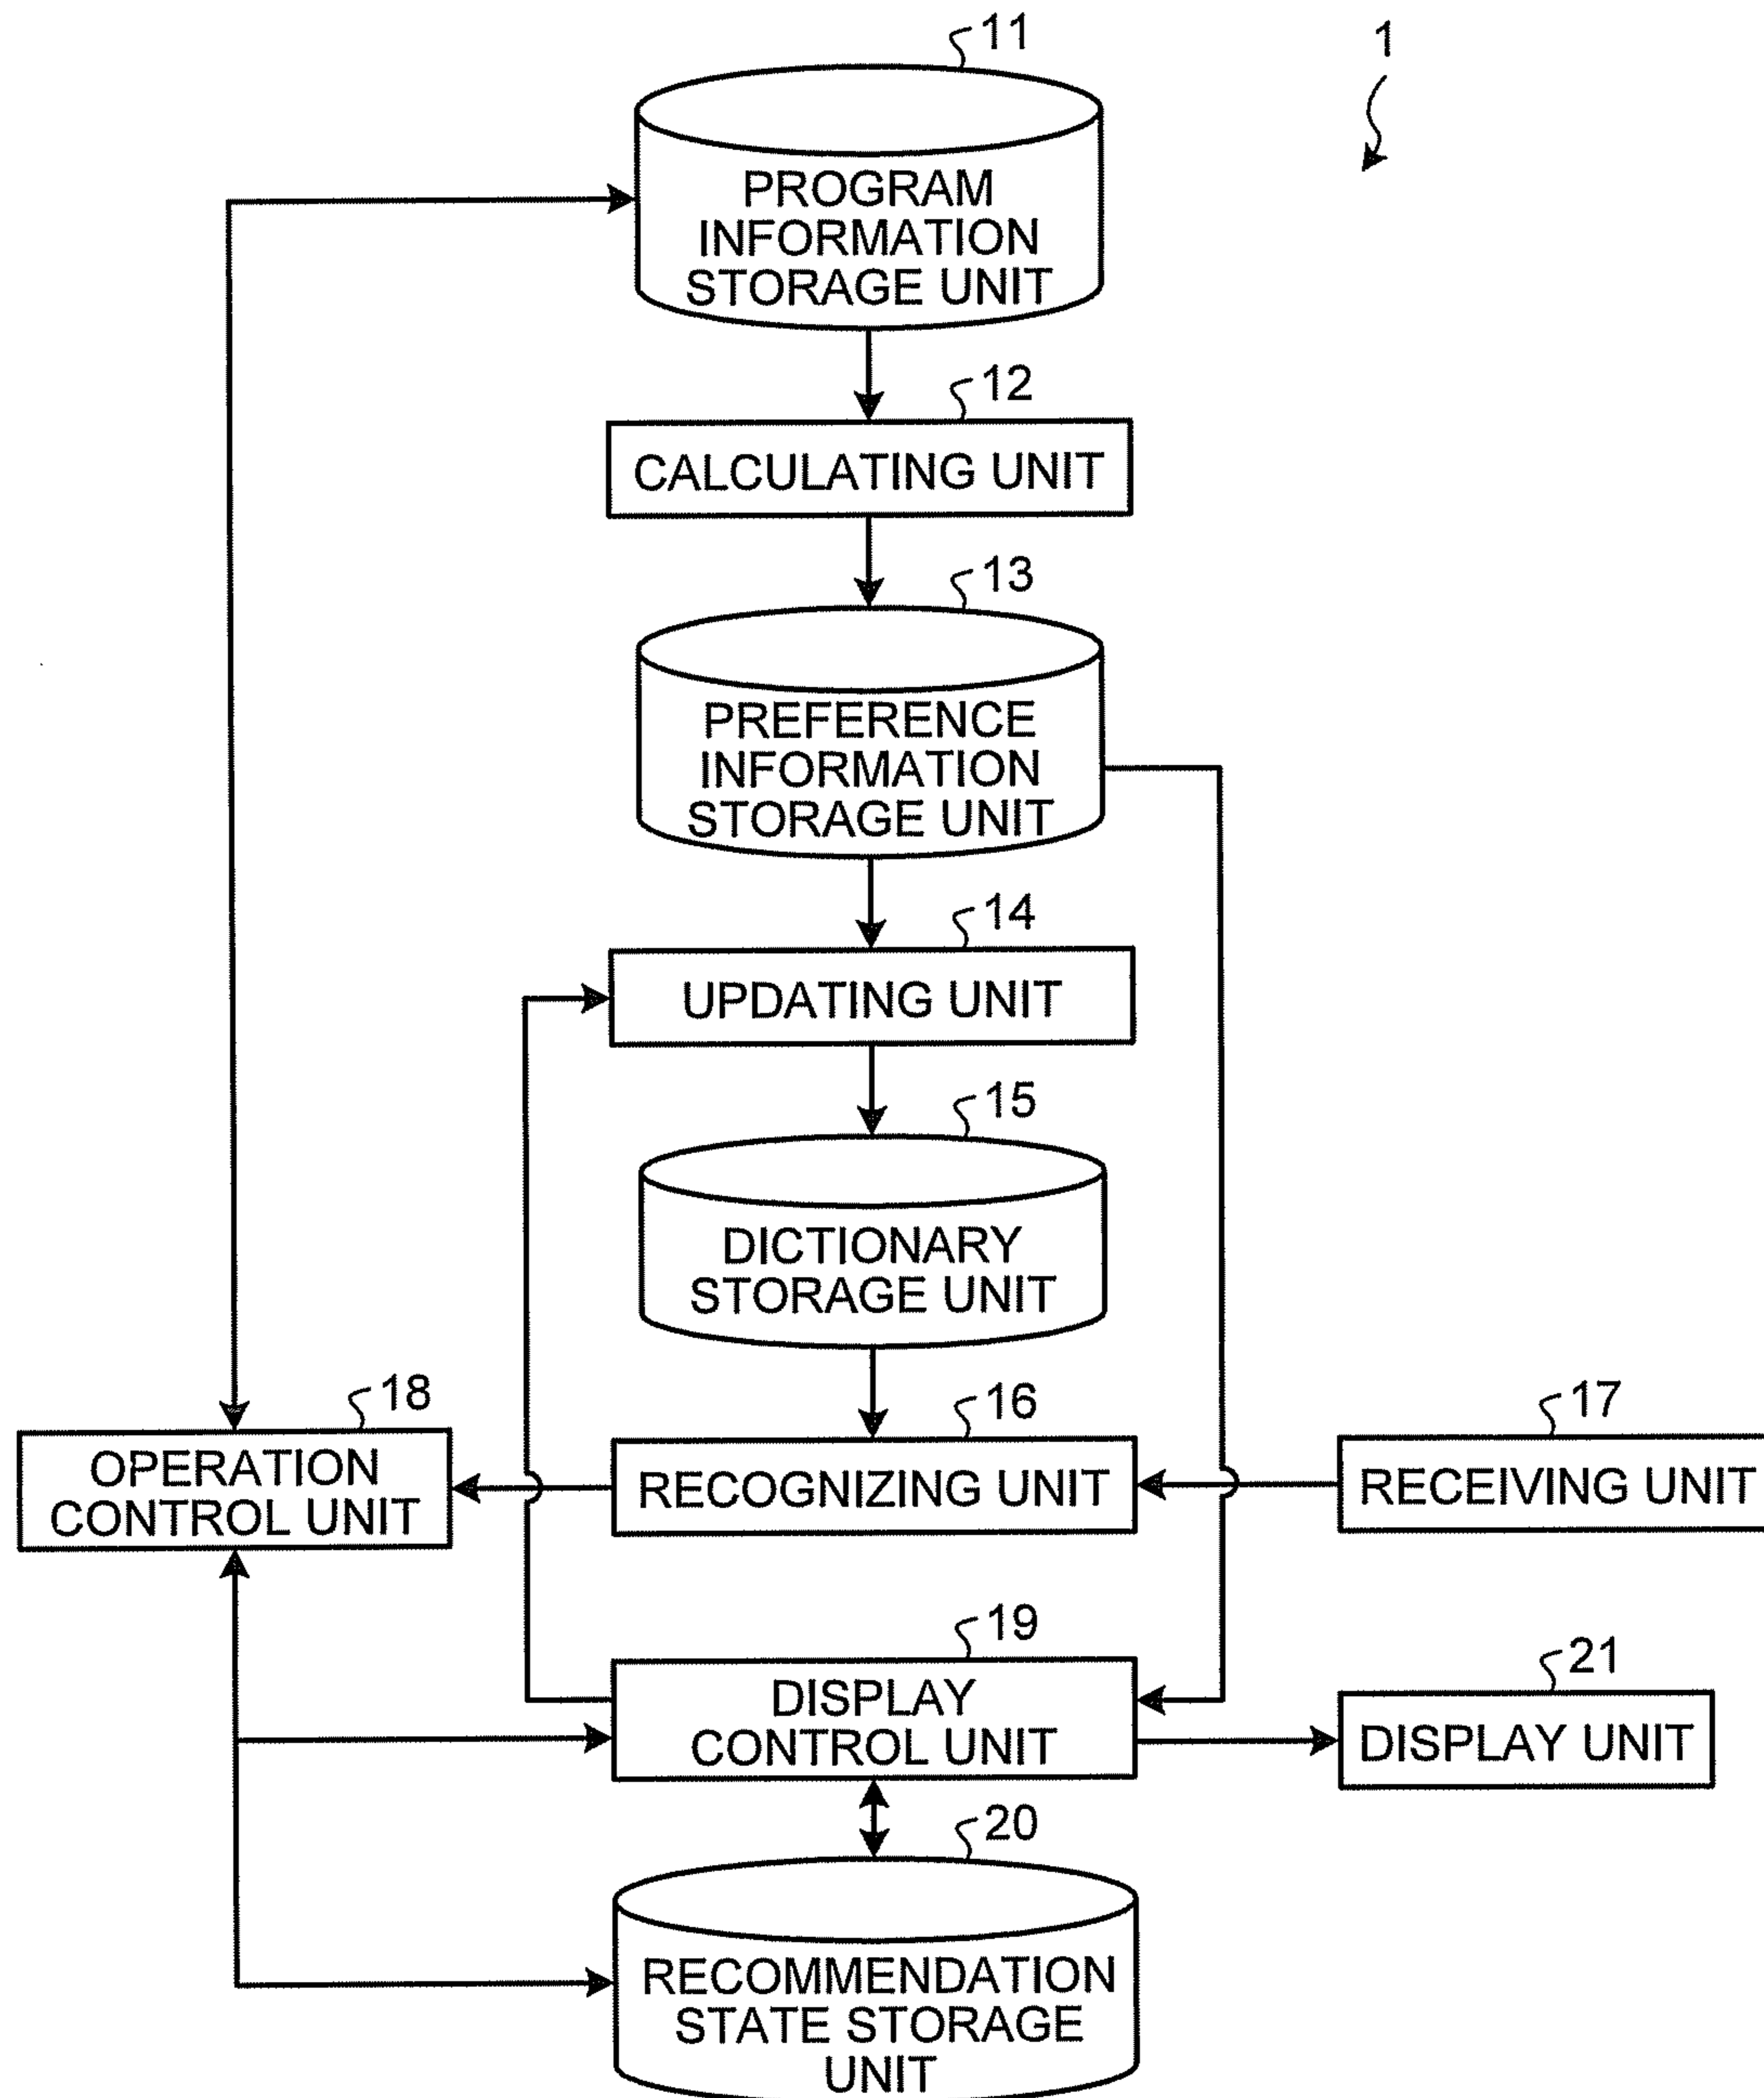 11
1
PROGRAM
INFORMATION
STORAGE UNIT
12
CALCULATING UNIT
13
PREFERENCE
INFORMATION
STORAGE UNIT
14
UPDATING UNIT
15
DICTIONARY
STORAGE UNIT
18
OPERATION
CONTROL UNIT
16
RECOGNIZING UNIT
17
RECEIVING UNIT
19
DISPLAY
CONTROL UNIT
21
DISPLAY UNIT
20
RECOMMENDATION
STATE STORAGE
UNIT